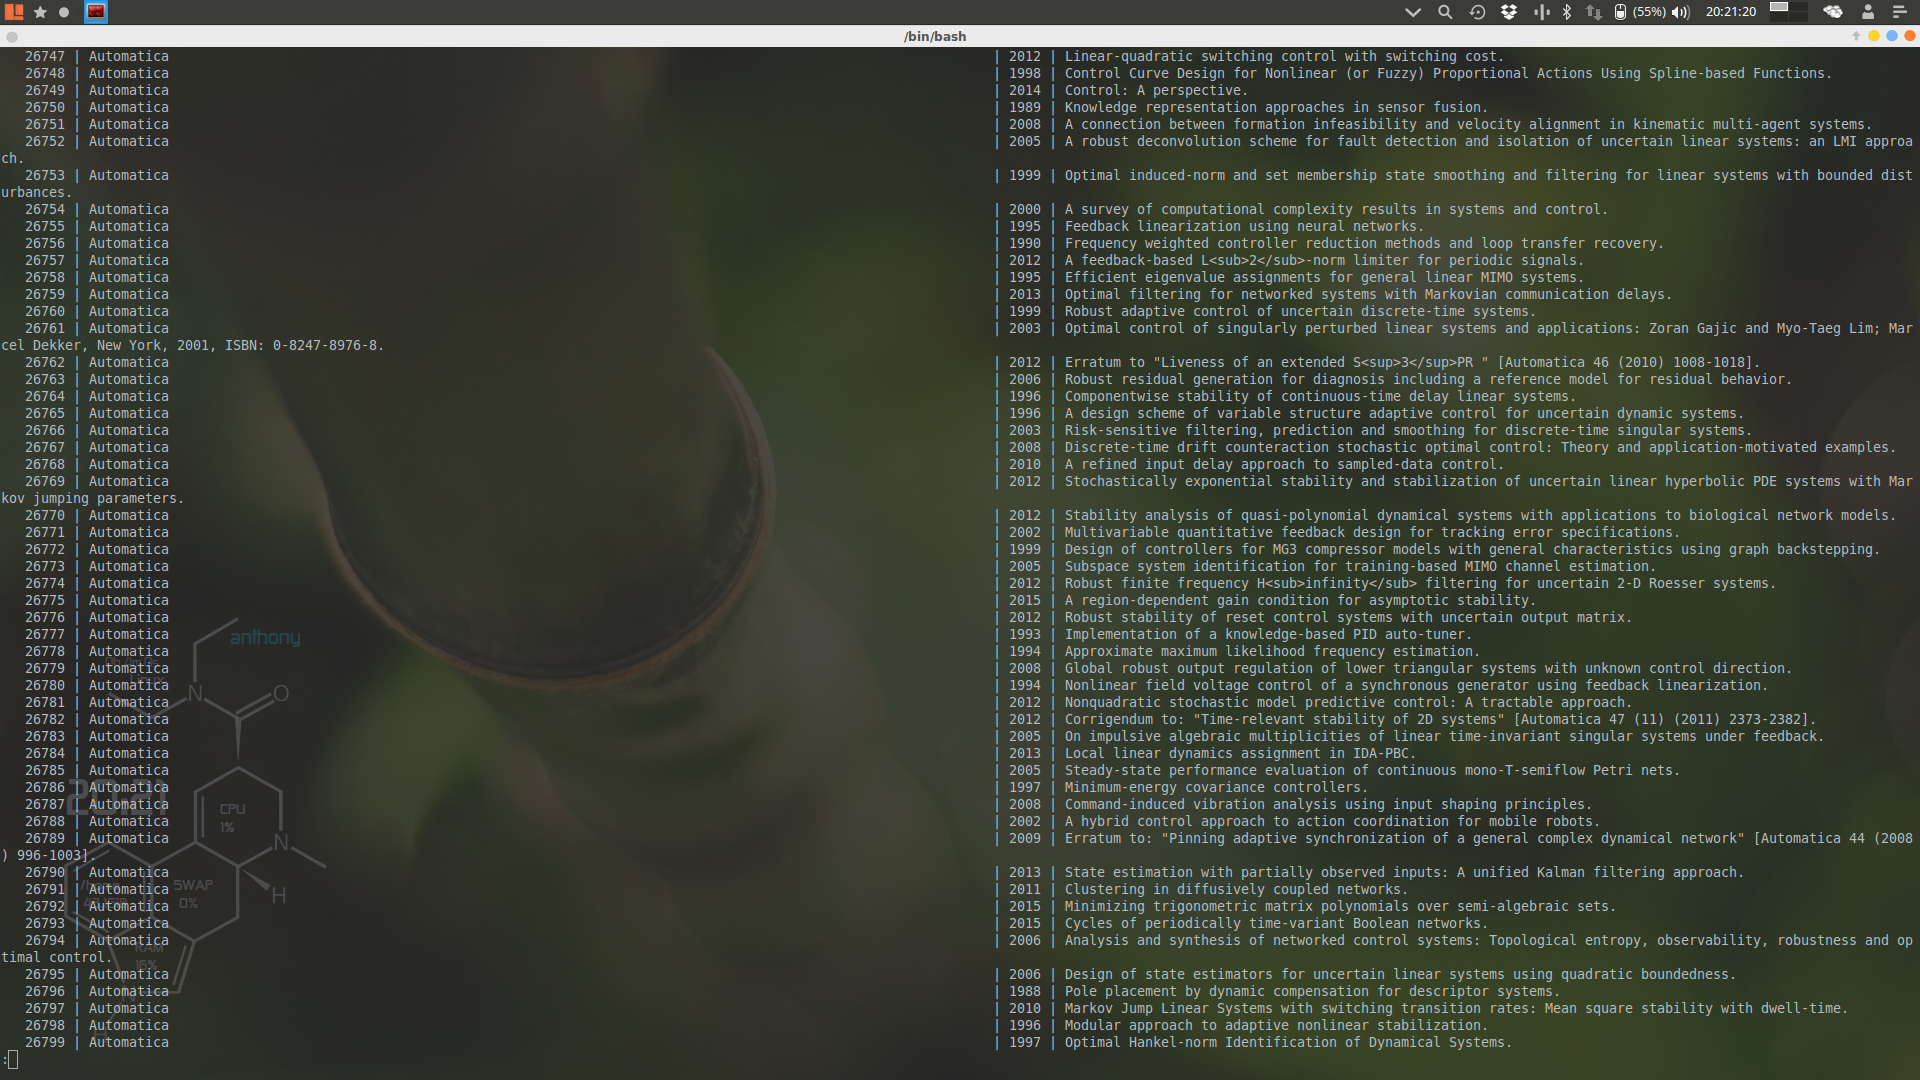 (55%) 20:21:20
/bin/bash
26747 | Automatica | 2012 | Linear-quadratic switching control with switching cost.
26748 | Automatica | 1998 | Control Curve Design for Nonlinear (or Fuzzy) Proportional Actions Using Spline-based Functions.
26749 | Automatica | 2014 | Control: A perspective.
26750 | Automatica | 1989 | Knowledge representation approaches in sensor fusion.
26751 | Automatica | 2008 | A connection between formation infeasibility and velocity alignment in kinematic multi-agent systems.
26752 | Automatica | 2005 | A robust deconvolution scheme for fault detection and isolation of uncertain linear systems: an LMI approa
ch.
26753 | Automatica | 1999 | Optimal induced-norm and set membership state smoothing and filtering for linear systems with bounded dist
urbances.
26754 | Automatica | 2000 | A survey of computational complexity results in systems and control.
26755 | Automatica | 1995 | Feedback linearization using neural networks.
26756 | Automatica | 1990 | Frequency weighted controller reduction methods and loop transfer recovery.
26757 | Automatica | 2012 | A feedback-based L<sub>2</sub>-norm limiter for periodic signals.
26758 | Automatica | 1995 | Efficient eigenvalue assignments for general linear MIMO systems.
26759 | Automatica | 2013 | Optimal filtering for networked systems with Markovian communication delays.
26760 | Automatica | 1999 | Robust adaptive control of uncertain discrete-time systems.
26761 | Automatica | 2003 | Optimal control of singularly perturbed linear systems and applications: Zoran Gajic and Myo-Taeg Lim; Mar
cel Dekker, New York, 2001, ISBN: 0-8247-8976-8.
26762 | Automatica | 2012 | Erratum to "Liveness of an extended S<sup>3</sup>PR " [Automatica 46 (2010) 1008-1018].
26763 | Automatica | 2006 | Robust residual generation for diagnosis including a reference model for residual behavior.
26764 | Automatica | 1996 | Componentwise stability of continuous-time delay linear systems.
26765 | Automatica | 1996 | A design scheme of variable structure adaptive control for uncertain dynamic systems.
26766 | Automatica | 2003 | Risk-sensitive filtering, prediction and smoothing for discrete-time singular systems.
26767 | Automatica | 2008 | Discrete-time drift counteraction stochastic optimal control: Theory and application-motivated examples.
26768 | Automatica | 2010 | A refined input delay approach to sampled-data control.
26769 | Automatica | 2012 | Stochastically exponential stability and stabilization of uncertain linear hyperbolic PDE systems with Mar
kov jumping parameters.
26770 | Automatica | 2012 | Stability analysis of quasi-polynomial dynamical systems with applications to biological network models.
26771 | Automatica | 2002 | Multivariable quantitative feedback design for tracking error specifications.
26772 | Automatica | 1999 | Design of controllers for MG3 compressor models with general characteristics using graph backstepping.
26773 | Automatica | 2005 | Subspace system identification for training-based MIMO channel estimation.
26774 | Automatica | 2012 | Robust finite frequency H<sub>infinity</sub> filtering for uncertain 2-D Roesser systems.
26775 | Automatica | 2015 | A region-dependent gain condition for asymptotic stability.
26776 | Automatica | 2012 | Robust stability of reset control systems with uncertain output matrix.
26777 | Automatica | 1993 | Implementation of a knowledge-based PID auto-tuner.
26778 | Automatica | 1994 | Approximate maximum likelihood frequency estimation.
26779 | Automatica | 2008 | Global robust output regulation of lower triangular systems with unknown control direction.
26780 | Automatica | 1994 | Nonlinear field voltage control of a synchronous generator using feedback linearization.
26781 | Automatica | 2012 | Nonquadratic stochastic model predictive control: A tractable approach.
26782 | Automatica | 2012 | Corrigendum to: "Time-relevant stability of 2D systems" [Automatica 47 (11) (2011) 2373-2382].
26783 | Automatica | 2005 | On impulsive algebraic multiplicities of linear time-invariant singular systems under feedback.
26784 | Automatica | 2013 | Local linear dynamics assignment in IDA-PBC.
26785 | Automatica | 2005 | Steady-state performance evaluation of continuous mono-T-semiflow Petri nets.
26786 | Automatica | 1997 | Minimum-energy covariance controllers.
26787 | Automatica | 2008 | Command-induced vibration analysis using input shaping principles.
26788 | Automatica | 2002 | A hybrid control approach to action coordination for mobile robots.
26789 | Automatica | 2009 | Erratum to: "Pinning adaptive synchronization of a general complex dynamical network" [Automatica 44 (2008
) 996-1003].
26790 | Automatica | 2013 | State estimation with partially observed inputs: A unified Kalman filtering approach.
26791 | Automatica | 2011 | Clustering in diffusively coupled networks.
26792 | Automatica | 2015 | Minimizing trigonometric matrix polynomials over semi-algebraic sets.
26793 | Automatica | 2015 | Cycles of periodically time-variant Boolean networks.
26794 | Automatica | 2006 | Analysis and synthesis of networked control systems: Topological entropy, observability, robustness and op
timal control.
26795 | Automatica | 2006 | Design of state estimators for uncertain linear systems using quadratic boundedness.
26796 | Automatica | 1988 | Pole placement by dynamic compensation for descriptor systems.
26797 | Automatica | 2010 | Markov Jump Linear Systems with switching transition rates: Mean square stability with dwell-time.
26798 | Automatica | 1996 | Modular approach to adaptive nonlinear stabilization.
26799 | Automatica | 1997 | Optimal Hankel-norm Identification of Dynamical Systems.
:
anthony
Linux
N
O
20:21
CPU
1%
N
H
/home
SWAP
0%
RAM
16%
N
H